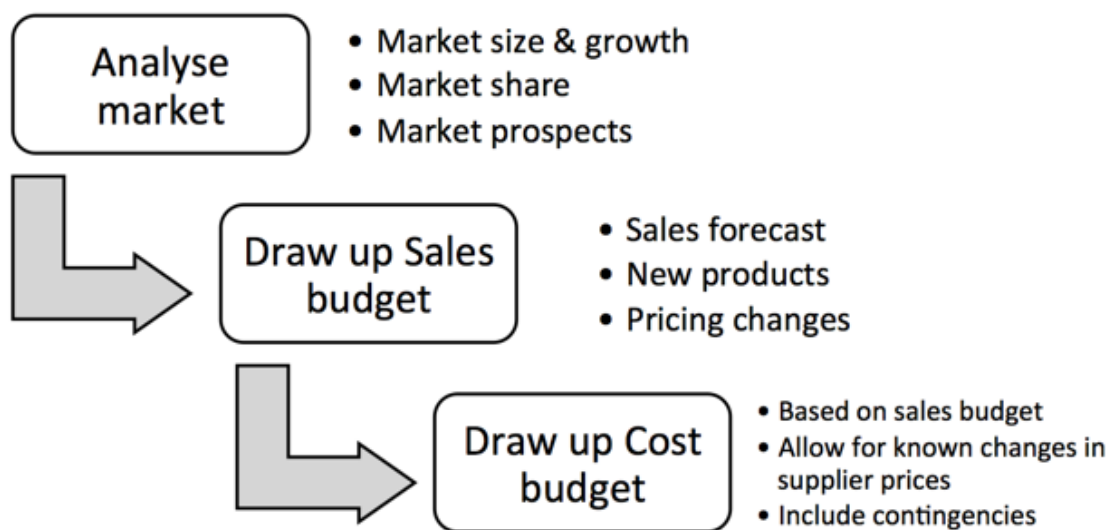 Analyse
market
• Market size & growth
• Market share
• Market prospects
Draw up Sales
budget
• Sales forecast
• New products
• Pricing changes
Draw up Cost
budget
• Based on sales budget
• Allow for known changes in
supplier prices
• Include contingencies